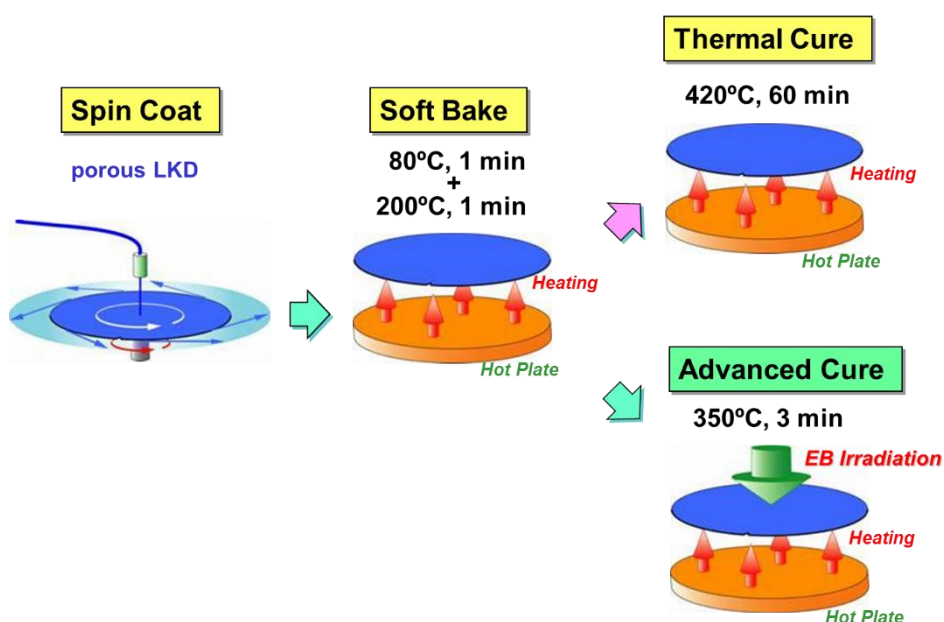 Spin Coat
porous LKD
Soft Bake
80ºC, 1 min
+
200ºC, 1 min
Heating
Hot Plate
Thermal Cure
420ºC, 60 min
Heating
Hot Plate
Advanced Cure
350ºC, 3 min
EB Irradiation
Heating
Hot Plate